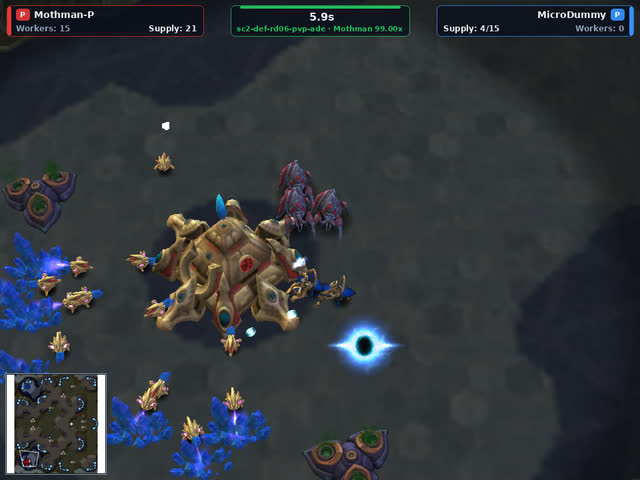 P Mothman-P
Workers: 15 Supply: 21
5.9s
sc2-def-rd06-pvp-ade · Mothman 99.00x
MicroDummy P
Supply: 4/15 Workers: 0